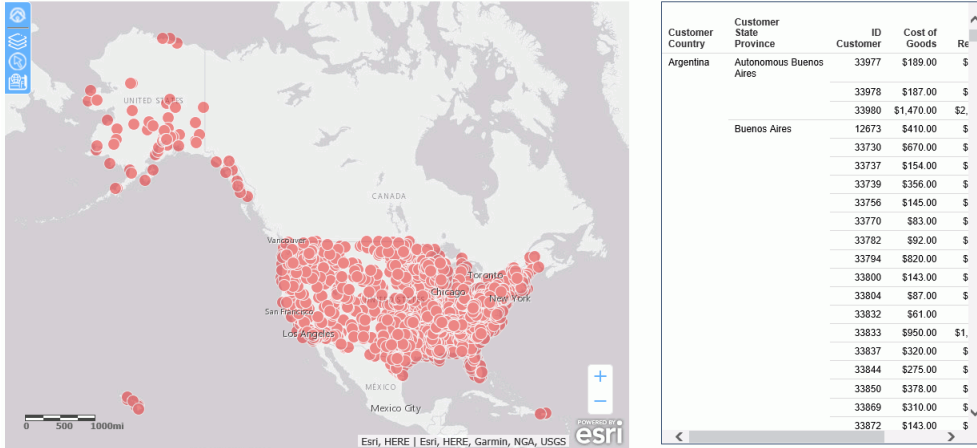 UNITED STATES
CANADA
Vancouver
Toronto
Chicago
New York
San Francisco
Los Angeles
MÉXICO
Mexico City
+
−
0 500 1000mi
POWERED BY
esri
Esri, HERE | Esri, HERE, Garmin, NGA, USGS
Customer
Country
Customer
State
Province
ID
Customer
Cost of
Goods
Re
Argentina Autonomous Buenos Aires 33977 $189.00 $
33978 $187.00 $
33980 $1,470.00 $2,
Buenos Aires 12673 $410.00 $
33730 $670.00 $
33737 $154.00 $
33739 $356.00 $
33756 $145.00 $
33770 $83.00 $
33782 $92.00 $
33794 $820.00 $
33800 $143.00 $
33804 $87.00 $
33832 $61.00
33833 $950.00 $1,
33837 $320.00 $
33844 $275.00 $
33850 $378.00 $
33869 $310.00 $
33872 $143.00 $